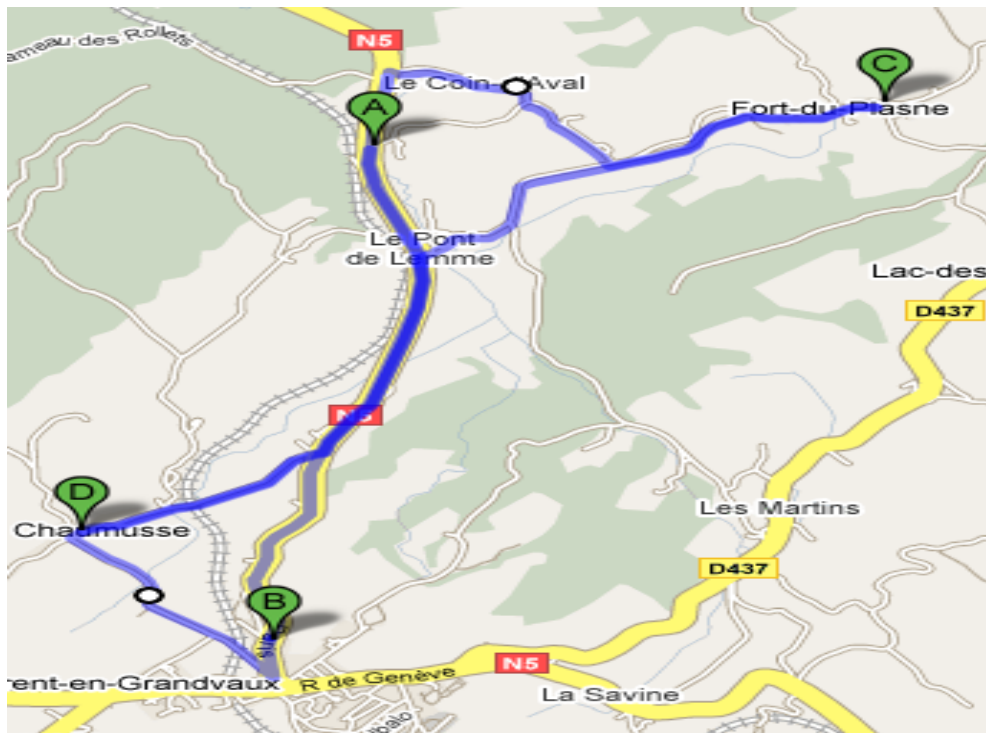 ameau des Rollets
N5
A
Le Coin-d'Aval
C
Fort-du-Plasne
Le Pont
de Lemme
Lac-des
D437
N5
D
Chaumusse
Les Martins
D437
B
rent-en-Grandvaux
R de Genève
N5
La Savine